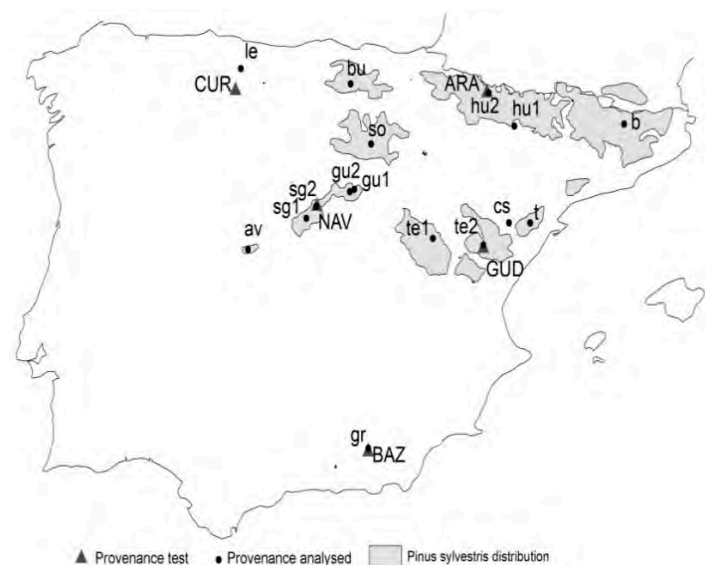 le
bu
CUR
ARA
hu2
hu1
b
so
gu2
gu1
sg2
sg1
NAV
cs
t
te1
te2
av
GUD
gr
BAZ
Provenance test
Provenance analysed
Pinus sylvestris distribution